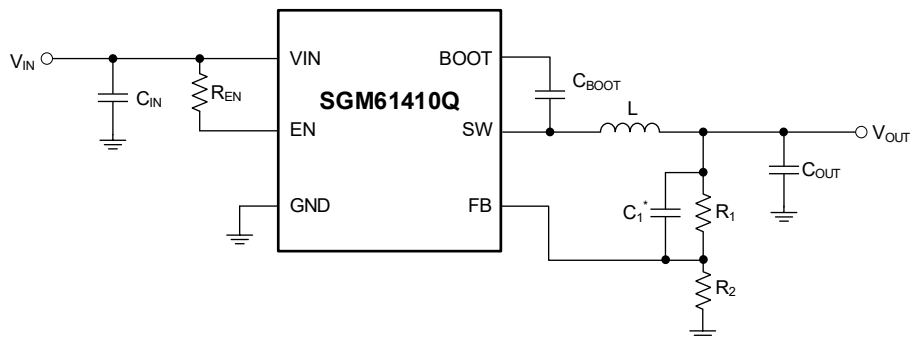 VIN
CIN
REN
VIN
EN
GND
SGM61410Q
BOOT
SW
FB
CBOOT
L
C1*
R1
R2
COUT
VOUT